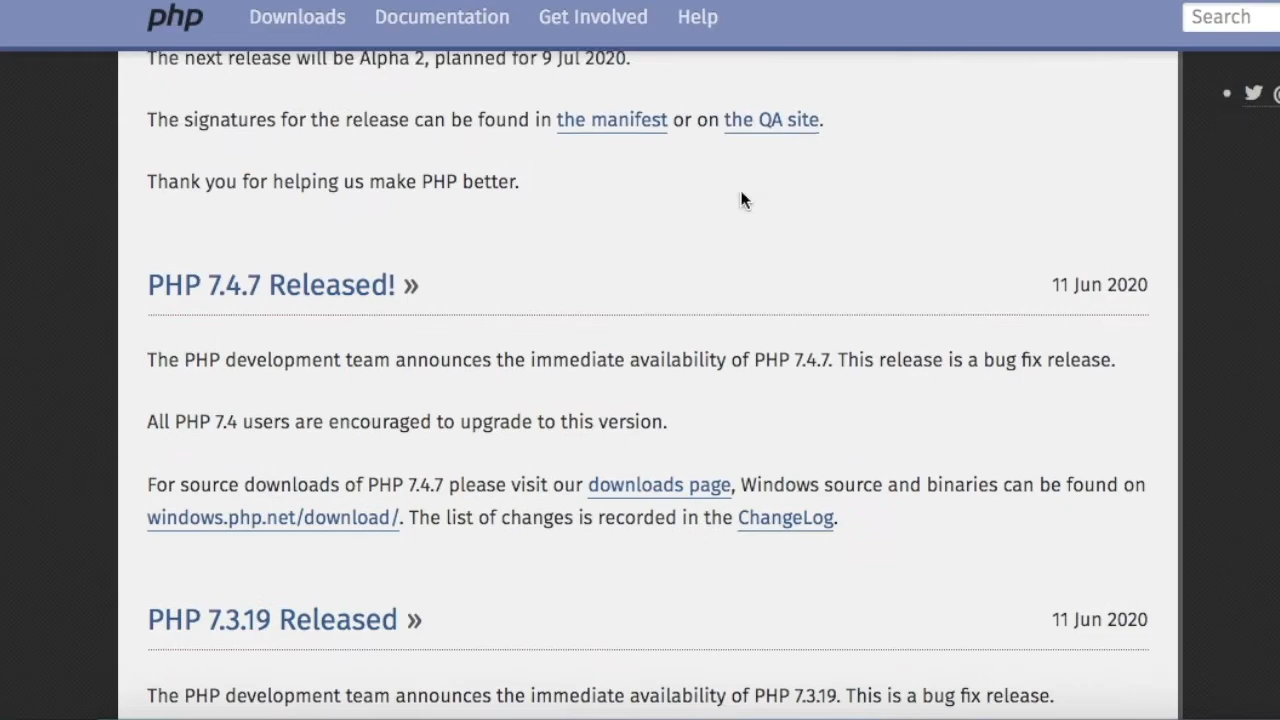 php Downloads Documentation Get Involved Help Search
The next release will be Alpha 2, planned for 9 Jul 2020.
The signatures for the release can be found in the manifest or on the QA site.
Thank you for helping us make PHP better.
PHP 7.4.7 Released! » 11 Jun 2020
The PHP development team announces the immediate availability of PHP 7.4.7. This release is a bug fix release.
All PHP 7.4 users are encouraged to upgrade to this version.
For source downloads of PHP 7.4.7 please visit our downloads page, Windows source and binaries can be found on
windows.php.net/download/. The list of changes is recorded in the ChangeLog.
PHP 7.3.19 Released » 11 Jun 2020
The PHP development team announces the immediate availability of PHP 7.3.19. This is a bug fix release.